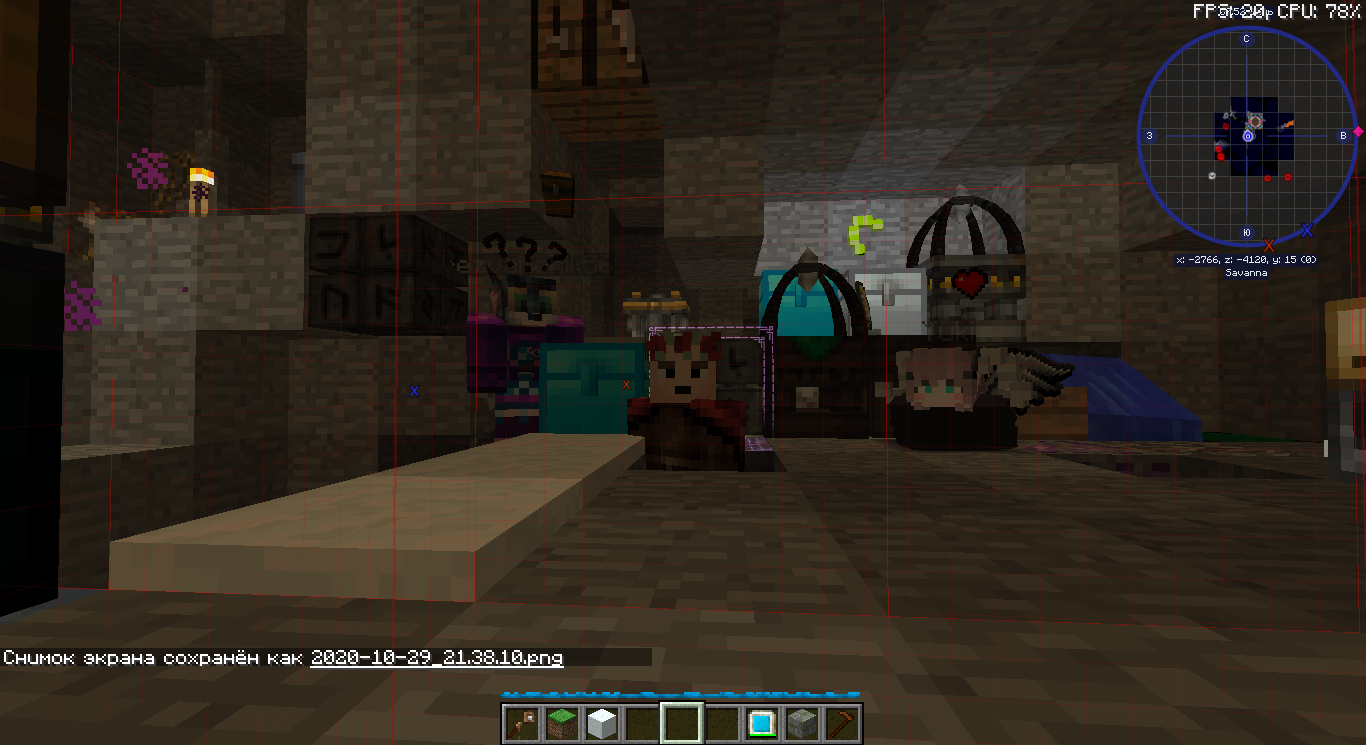 FPS: 20, CPU: 78%
С
З
В
Ю
x: -2766, z: -4120, y: 15 (0)
Savanna
X
X
???
X
X
Снимок экрана сохранён как 2020-10-29_21.38.10.png